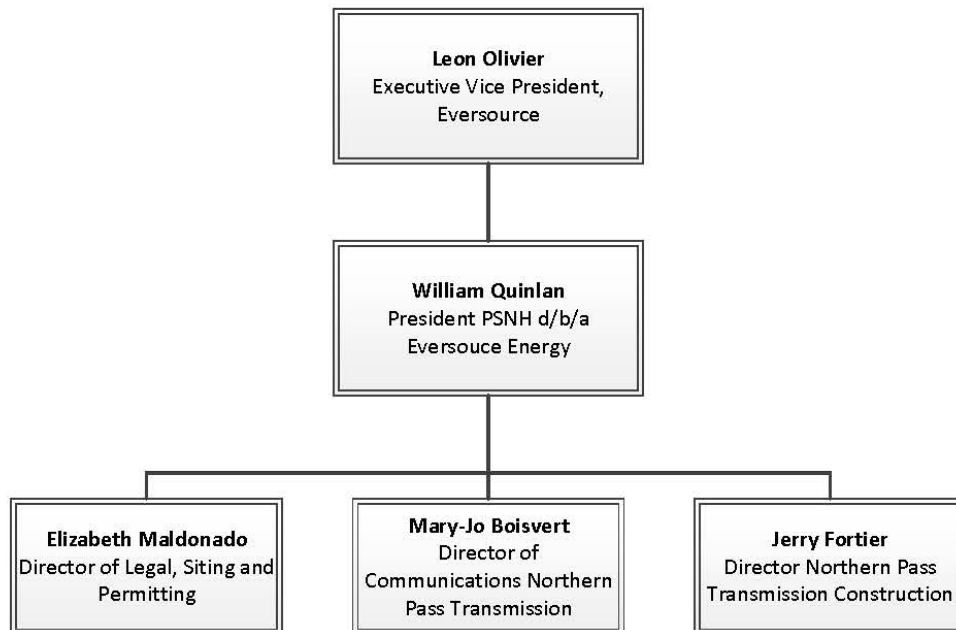 Leon Olivier
Executive Vice President,
Eversource
William Quinlan
President PSNH d/b/a
Eversouce Energy
Elizabeth Maldonado
Director of Legal, Siting and
Permitting
Mary-Jo Boisvert
Director of
Communications Northern
Pass Transmission
Jerry Fortier
Director Northern Pass
Transmission Construction